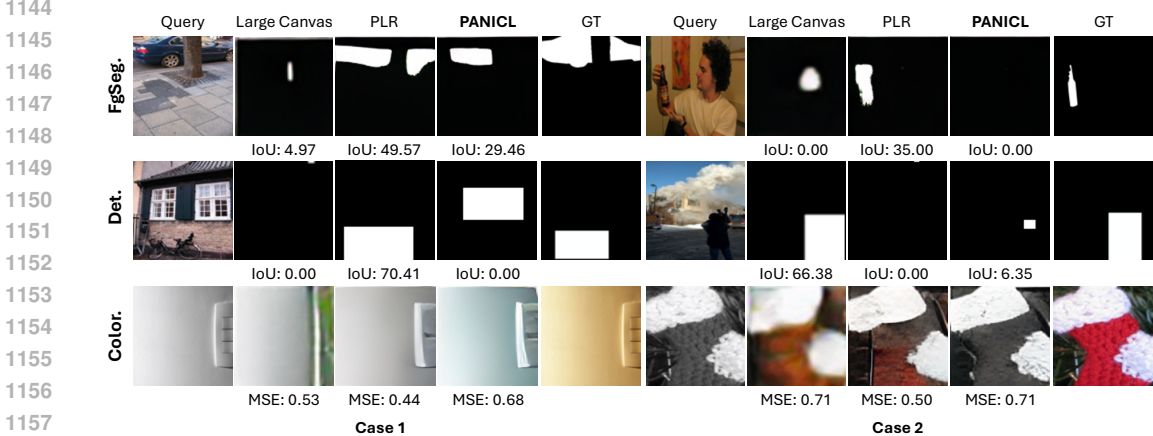 1144
Query Large Canvas PLR PANICL GT Query Large Canvas PLR PANICL GT
1145
1146
FgSeg.
1147
1148
IoU: 4.97 IoU: 49.57 IoU: 29.46 IoU: 0.00 IoU: 35.00 IoU: 0.00
1149
1150
Det.
1151
1152
IoU: 0.00 IoU: 70.41 IoU: 0.00 IoU: 66.38 IoU: 0.00 IoU: 6.35
1153
1154
Color.
1155
1156
MSE: 0.53 MSE: 0.44 MSE: 0.68 MSE: 0.71 MSE: 0.50 MSE: 0.71
1157
Case 1 Case 2